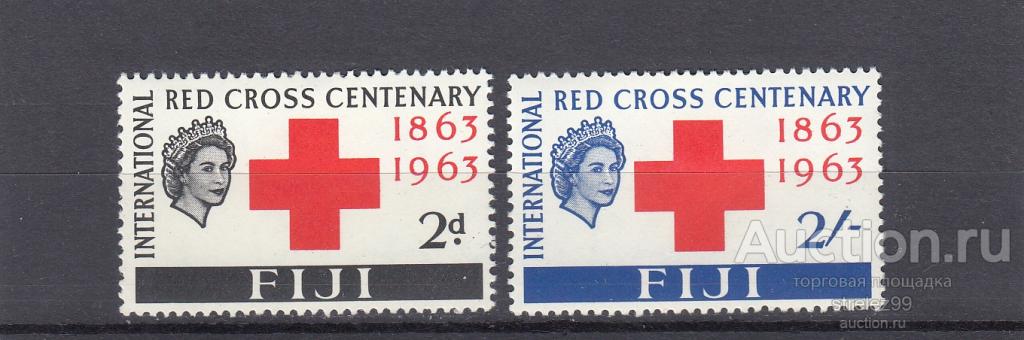 INTERNATIONAL
RED CROSS CENTENARY
1863
1963
2d
FIJI
INTERNATIONAL
RED CROSS CENTENARY
1863
1963
2/-
FIJI
Auction.ru
торговая площадка
strelez99
auction.ru